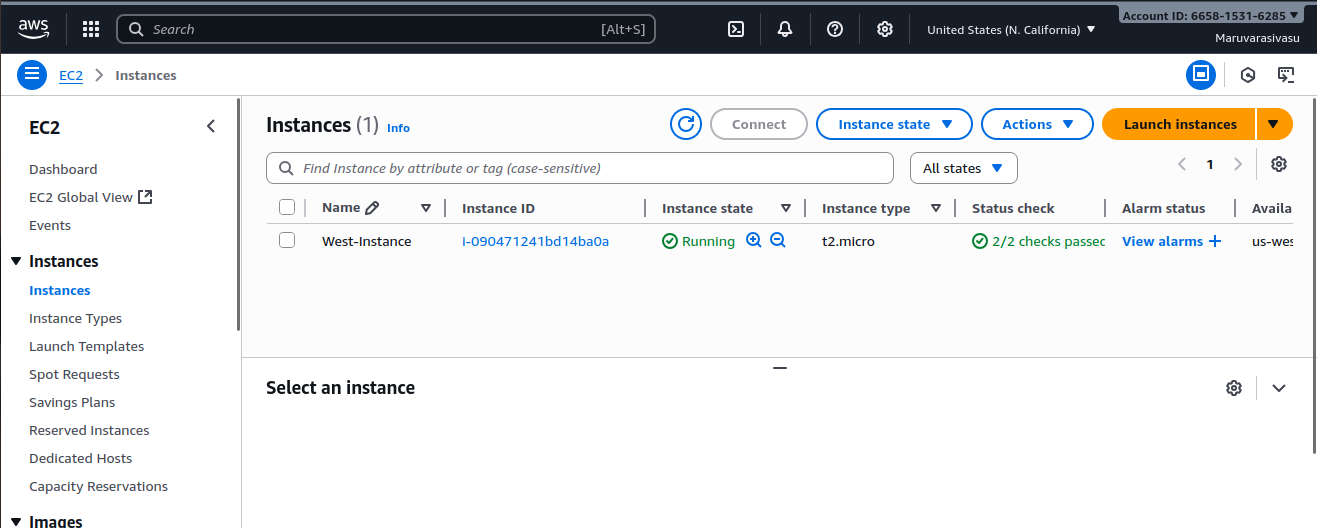 aws
Search [Alt+S]
United States (N. California)
Account ID: 6658-1531-6285
Maruvarasivasu
EC2 Instances
EC2
Dashboard
EC2 Global View
Events
Instances
Instances
Instance Types
Launch Templates
Spot Requests
Savings Plans
Reserved Instances
Dedicated Hosts
Capacity Reservations
Images
Instances (1) Info
Connect Instance state Actions Launch instances
Find Instance by attribute or tag (case-sensitive) All states 1
Name Instance ID Instance state Instance type Status check Alarm status Availa
West-Instance i-090471241bd14ba0a Running t2.micro 2/2 checks passed View alarms + us-wes
Select an instance